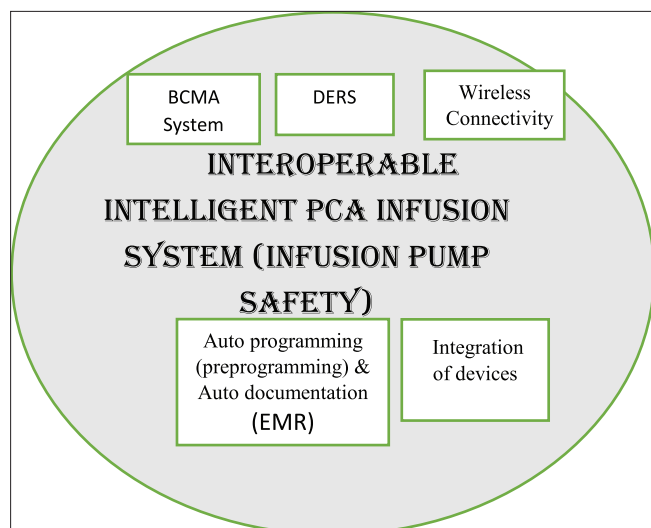 BCMA
System
DERS
Wireless
Connectivity
INTEROPERABLE
INTELLIGENT PCA INFUSION
SYSTEM (INFUSION PUMP
SAFETY)
Auto programming
(preprogramming) &
Auto documentation
(EMR)
Integration
of devices